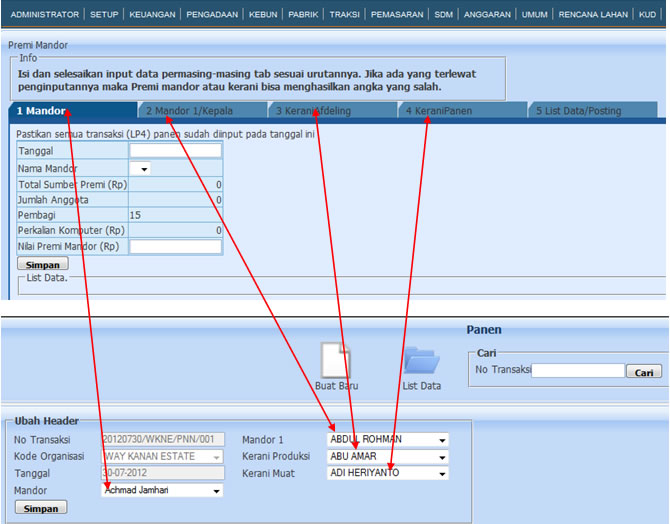 ADMINISTRATOR SETUP KEUANGAN PENGADAAN KEBUN PABRIK TRAKSI PEMASARAN SDM ANGGARAN UMUM RENCANA LAHAN KUD
Premi Mandor
Info
Isi dan selesaikan input data permasing-masing tab sesuai urutannya. Jika ada yang terlewat
penginputannya maka Premi mandor atau kerani bisa menghasilkan angka yang salah.
1 Mandor 2 Mandor 1/Kepala 3 KeraniAfdeling 4 KeraniPanen 5 List Data/Posting
Pastikan semua transaksi (LP4) panen sudah diinput pada tanggal ini
Tanggal
Nama Mandor
Total Sumber Premi (Rp) 0
Jumlah Anggota 0
Pembagi 15
Perkalian Komputer (Rp) 0
Nilai Premi Mandor (Rp)
Simpan
List Data.
Panen
Cari
No Transaksi Cari
Buat Baru List Data
Ubah Header
No Transaksi 20120730/WKNE/PNN/001 Mandor 1 ABDUL ROHMAN
Kode Organisasi WAY KANAN ESTATE Kerani Produksi ABU AMAR
Tanggal 30-07-2012 Kerani Muat ADI HERIYANTO
Mandor Achmad Jamhari
Simpan